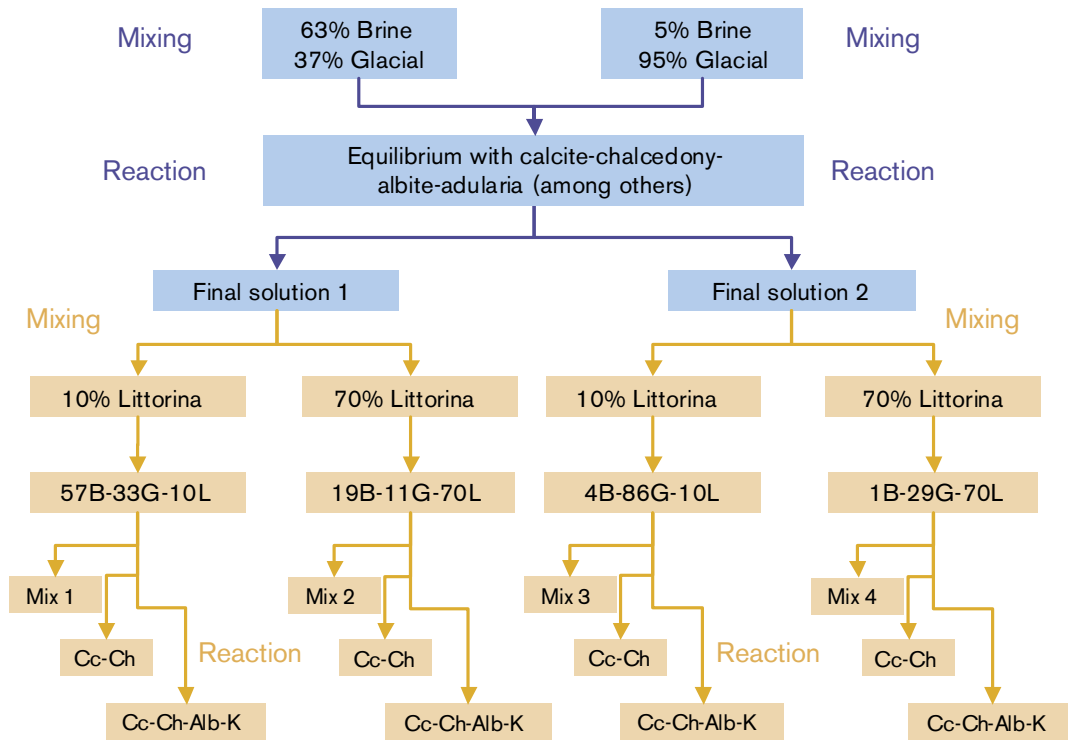 Mixing
63% Brine
37% Glacial
5% Brine
95% Glacial
Mixing
Reaction
Equilibrium with calcite-chalcedony-
albite-adularia (among others)
Reaction
Final solution 1
Final solution 2
Mixing
Mixing
10% Littorina
70% Littorina
10% Littorina
70% Littorina
57B-33G-10L
19B-11G-70L
4B-86G-10L
1B-29G-70L
Mix 1
Mix 2
Mix 3
Mix 4
Cc-Ch
Reaction
Cc-Ch
Cc-Ch
Reaction
Cc-Ch
Cc-Ch-Alb-K
Cc-Ch-Alb-K
Cc-Ch-Alb-K
Cc-Ch-Alb-K